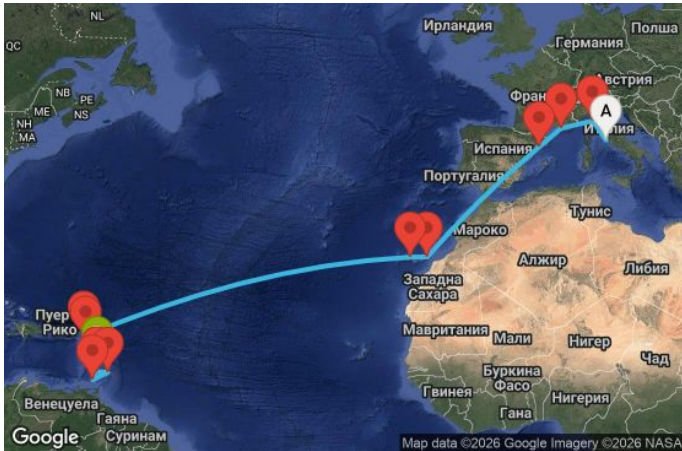 NL
QC
NB
PE
ME
NS
NH
MA
Ирландия
Полша
Германия
Австрия
Фран
A
Италия
Испания
Португалия
Тунис
Мароко
Алжир
Либия
Западна
Сахара
Пуер
Рико
Мавритания
Мали
Нигер
Чад
Буркина
Фасо
Венецуела
Гвинея
Нигерия
Гана
Гаяна
Суринам
Google
Map data ©2026 Google Imagery ©2026 NASA